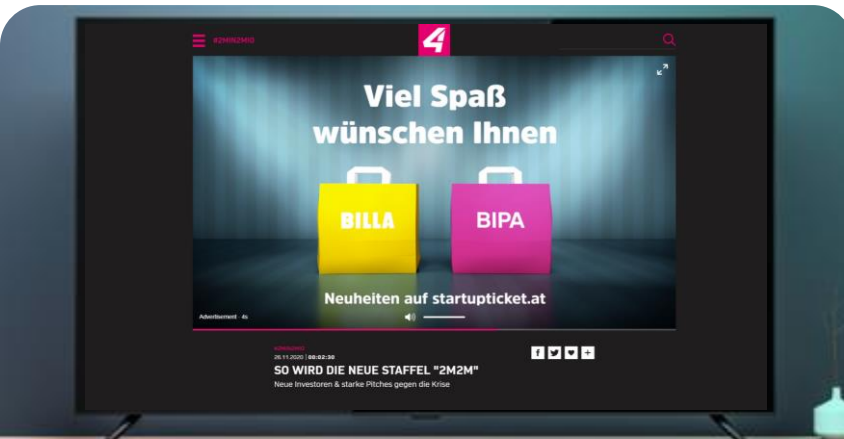 #2MIN2MIO
4
Viel Spaß
wünschen Ihnen
BILLA
BIPA
Neuheiten auf startupticket.at
Advertisement · 4s
#2MIN2MIO
26.11.2020 | 00:02:30
SO WIRD DIE NEUE STAFFEL "2M2M"
Neue Investoren & starke Pitches gegen die Krise